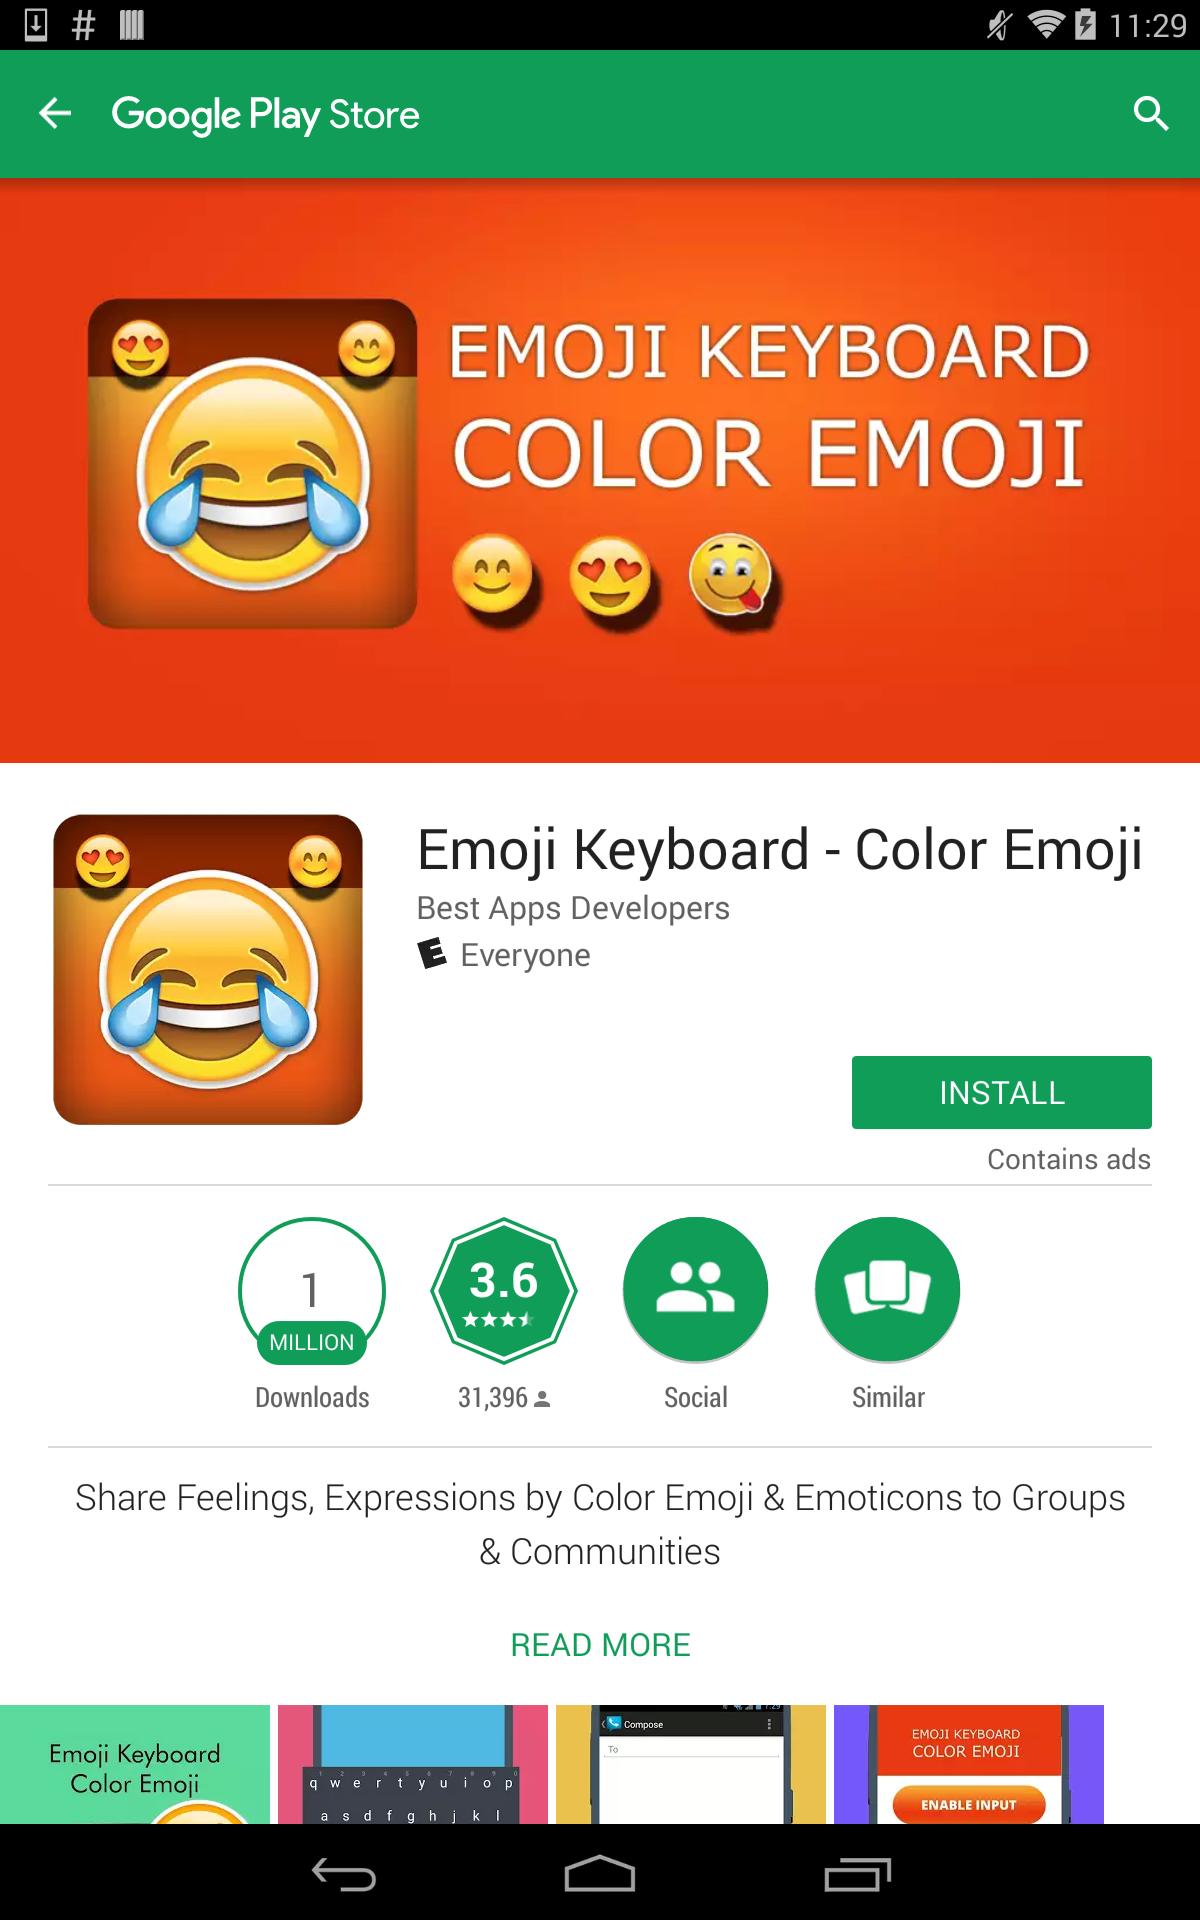 11:29
Google Play Store
EMOJI KEYBOARD
COLOR EMOJI
Emoji Keyboard - Color Emoji
Best Apps Developers
E Everyone
INSTALL
Contains ads
1
MILLION
Downloads
3.6
31,396
Social
Similar
Share Feelings, Expressions by Color Emoji & Emoticons to Groups
& Communities
READ MORE
Emoji Keyboard
Color Emoji
q w e r t y u i o p
a s d f g h j k l
7:29
Compose
To
EMOJI KEYBOARD
COLOR EMOJI
ENABLE INPUT